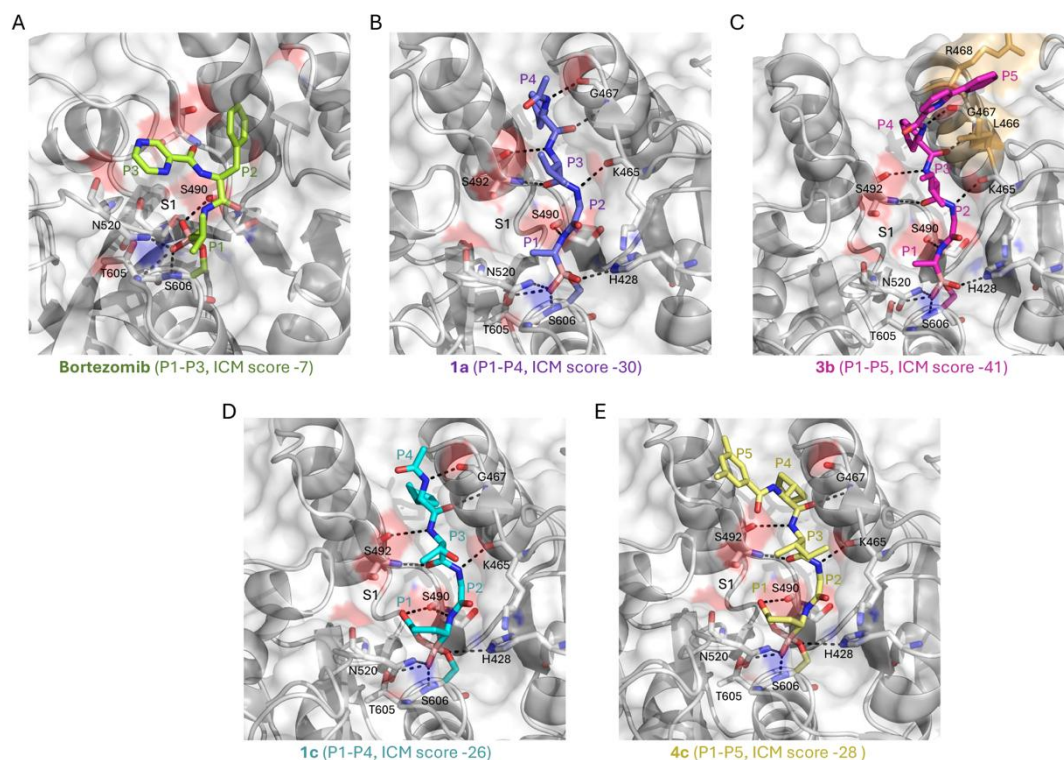 A
P3
P2
S490
S1
N520
P1
T605
S606
Bortezomib (P1-P3, ICM score -7)
B
P4
G467
P3
S492
K465
P2
S490
S1
P1
N520
H428
T605
S606
1a (P1-P4, ICM score -30)
C
R468
P5
P4
G467
L466
P3
K465
S492
P2
S490
S1
P1
N520
H428
T605
S606
3b (P1-P5, ICM score -41)
D
P4
G467
P3
S492
K465
S1
P1
S490
P2
N520
H428
T605
S606
1c (P1-P4, ICM score -26)
E
P5
P4
G467
P3
S492
K465
S1
P1
S490
P2
N520
H428
T605
S606
4c (P1-P5, ICM score -28 )